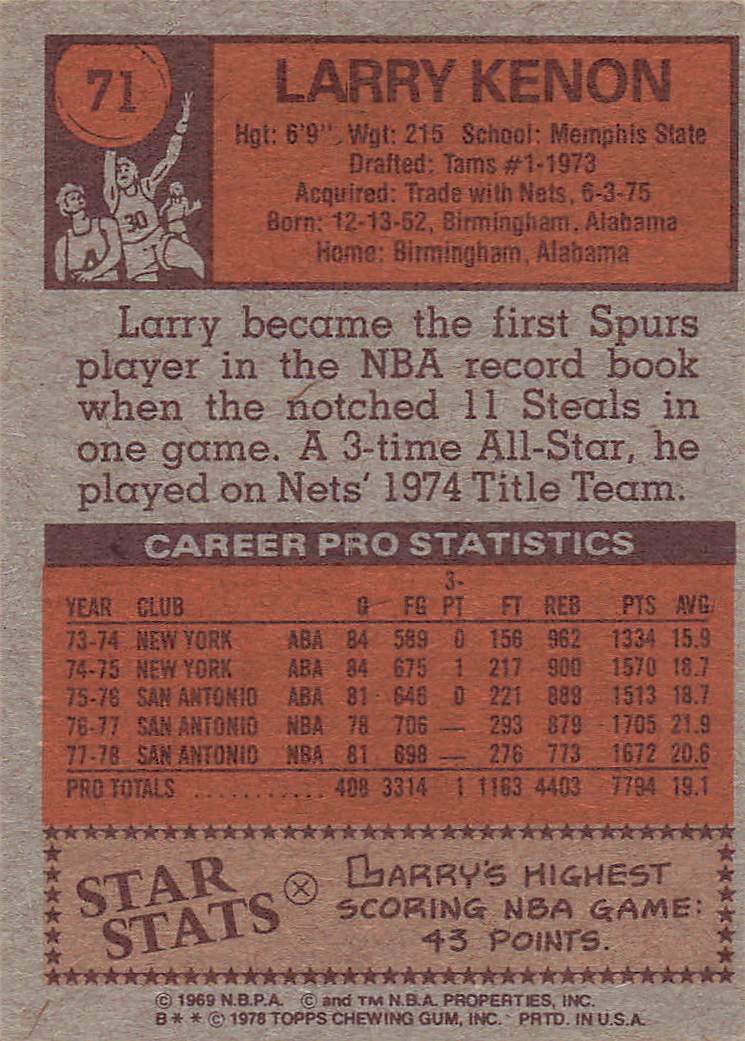 71
LARRY KENON
Hgt: 6'9" Wgt: 215 School: Memphis State
Drafted: Tams #1-1973
Acquired: Trade with Nets, 6-3-75
Born: 12-13-52, Birmingham, Alabama
Home: Birmingham, Alabama
30
Larry became the first Spurs
player in the NBA record book
when the notched 11 Steals in
one game. A 3-time All-Star, he
played on Nets' 1974 Title Team.
CAREER PRO STATISTICS
YEAR CLUB G FG 3-PT FT REB PTS AVG.
73-74 NEW YORK ABA 84 589 0 156 962 1334 15.9
74-75 NEW YORK ABA 84 675 1 217 900 1570 18.7
75-76 SAN ANTONIO ABA 81 646 0 221 889 1513 18.7
76-77 SAN ANTONIO NBA 78 706 — 293 879 1705 21.9
77-78 SAN ANTONIO NBA 81 698 — 276 773 1672 20.6
PRO TOTALS ........... 408 3314 1 1163 4403 7794 19.1
STAR
STATS
LARRY'S HIGHEST
SCORING NBA GAME:
43 POINTS.
© 1969 N.B.P.A. © and TM N.B.A. PROPERTIES, INC.
B * * © 1978 TOPPS CHEWING GUM, INC. PRTD. IN U.S.A.